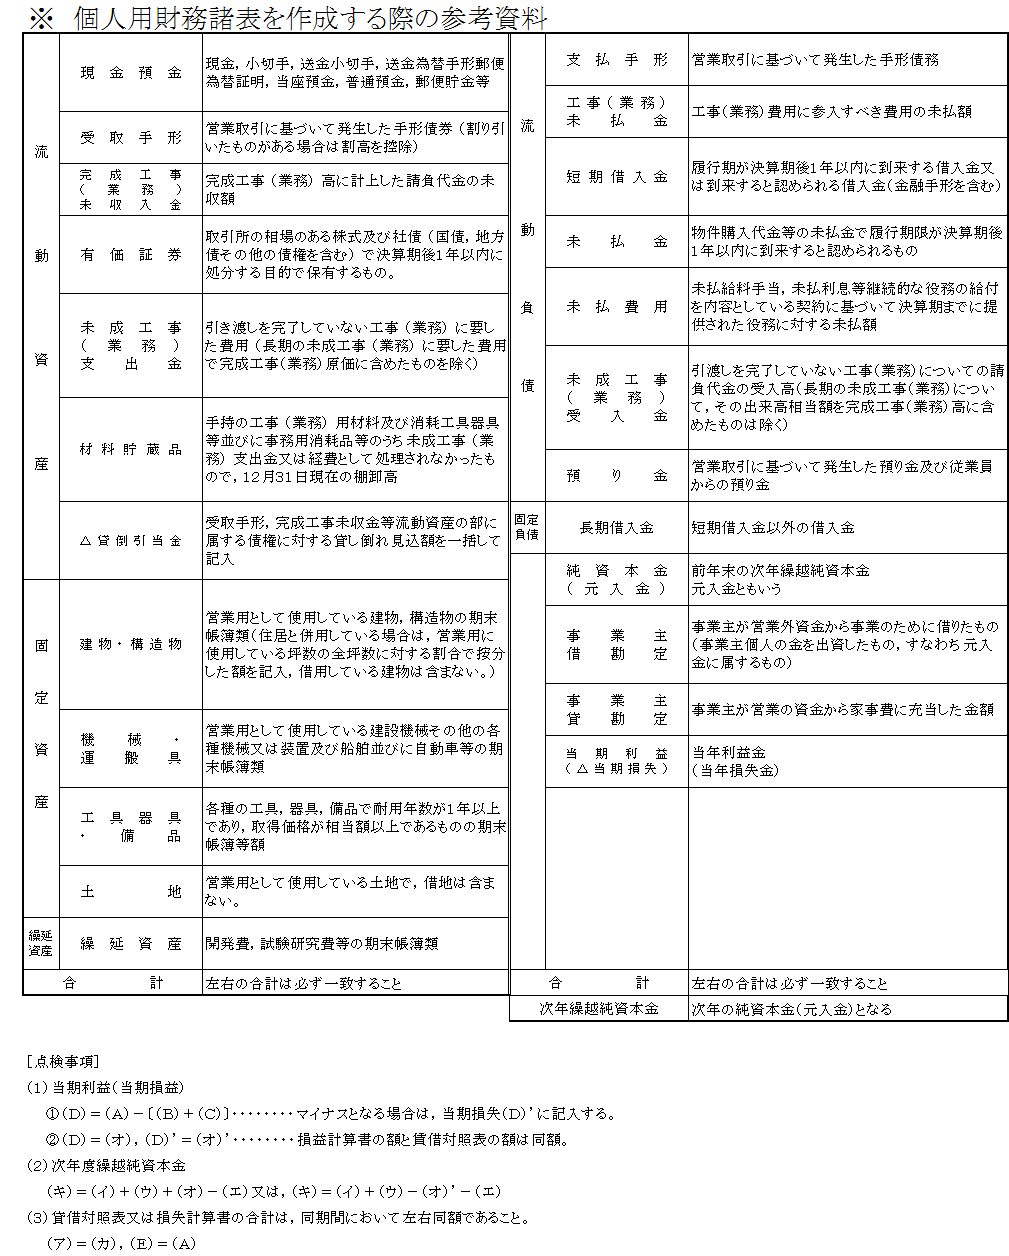 ※　個人用財務諸表を作成する際の参考資料
流動資産
現金預金
現金，小切手，送金小切手，送金為替手形郵便
為替証明，当座預金，普通預金，郵便貯金等
受取手形
営業取引に基づいて発生した手形債券（割り引
いたものがある場合は割高を控除）
完成工事
（業務）
未収入金
完成工事（業務）高に計上した請負代金の未
収額
有価証券
取引所の相場のある株式及び社債（国債，地方
債その他の債権を含む）で決算期後1年以内に
処分する目的で保有するもの。
未成工事
（業務）
支出金
引き渡しを完了していない工事（業務）に要し
た費用（長期の未成工事（業務）に要した費用
で完成工事（業務）原価に含めたものを除く）
材料貯蔵品
手持の工事（業務）用材料及び消耗工具器具
等並びに事務用消耗品等のうち未成工事（業
務）支出金又は経費として処理されなかったも
ので，12月31日現在の棚卸高
△貸倒引当金
受取手形，完成工事未収金等流動資産の部に
属する債権に対する貸し倒れ見込額を一括して
記入
固定資産
建物・構造物
営業用として使用している建物，構造物の期末
帳簿類（住居と併用している場合は，営業用に
使用している坪数の全坪数に対する割合で按分
した額を記入，借用している建物は含まない。）
機械・
運搬具
営業用として使用している建設機械その他の各
種機械又は装置及び船舶並びに自動車等の期
末帳簿類
工具器具
・備品
各種の工具，器具，備品で耐用年数が1年以上
であり，取得価格が相当額以上であるものの期末
帳簿等額
土地
営業用として使用している土地で，借地は含ま
ない。
繰延
資産
繰延資産
開発費，試験研究費等の期末帳簿類
合計
左右の合計は必ず一致すること
流動負債
支払手形
営業取引に基づいて発生した手形債務
工事（業務）
未払金
工事（業務）費用に参入すべき費用の未払額
短期借入金
履行期が決算期後1年以内に到来する借入金又
は到来すると認められる借入金（金融手形を含む）
未払金
物件購入代金等の未払金で履行期限が決算期後
1年以内に到来すると認められるもの
未払費用
未払給料手当，未払利息等継続的な役務の給付
を内容としている契約に基づいて決算期までに提
供された役務に対する未払額
未成工事
（業務）
受入金
引渡しを完了していない工事（業務）についての請
負代金の受入高（長期の未成工事（業務）につい
て，その出来高相当額を完成工事（業務）高に含
めたものは除く）
預り金
営業取引に基づいて発生した預り金及び従業員
からの預り金
固定
負債
長期借入金
短期借入金以外の借入金
純資本金
（元入金）
前年末の次年繰越純資本金
元入金ともいう
事業主
借勘定
事業主が営業外資金から事業のために借りたもの
（事業主個人の金を出資したもの，すなわち元入
金に属するもの）
事業主
貸勘定
事業主が営業の資金から家事費に充当した金額
当期利益
（△当期損失）
当年利益金
（当年損失金）
合計
左右の合計は必ず一致すること
次年繰越純資本金
次年の純資本金（元入金）となる
［点検事項］
（1）当期利益（当期損益）
①（D）＝（A）－〔（B）＋（C）〕・・・・・・・・マイナスとなる場合は，当期損失（D）’に記入する。
②（D）＝（オ），（D）’＝（オ）’・・・・・・・・損益計算書の額と貸借対照表の額は同額。
（2）次年度繰越純資本金
（キ）＝（イ）＋（ウ）＋（オ）－（エ）又は，（キ）＝（イ）＋（ウ）－（オ）’－（エ）
（3）貸借対照表又は損失計算書の合計は，同期間において左右同額であること。
（ア）＝（カ），（E）＝（A）